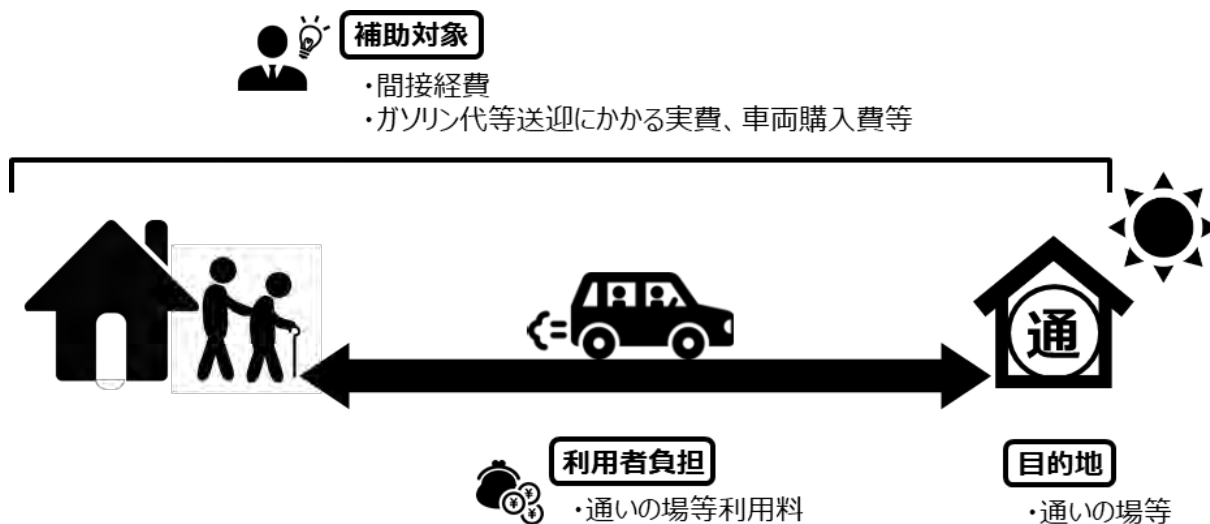 補助対象
・間接経費
・ガソリン代等送迎にかかる実費、車両購入費等
通
利用者負担
・通いの場等利用料
目的地
・通いの場等
¥
¥
¥